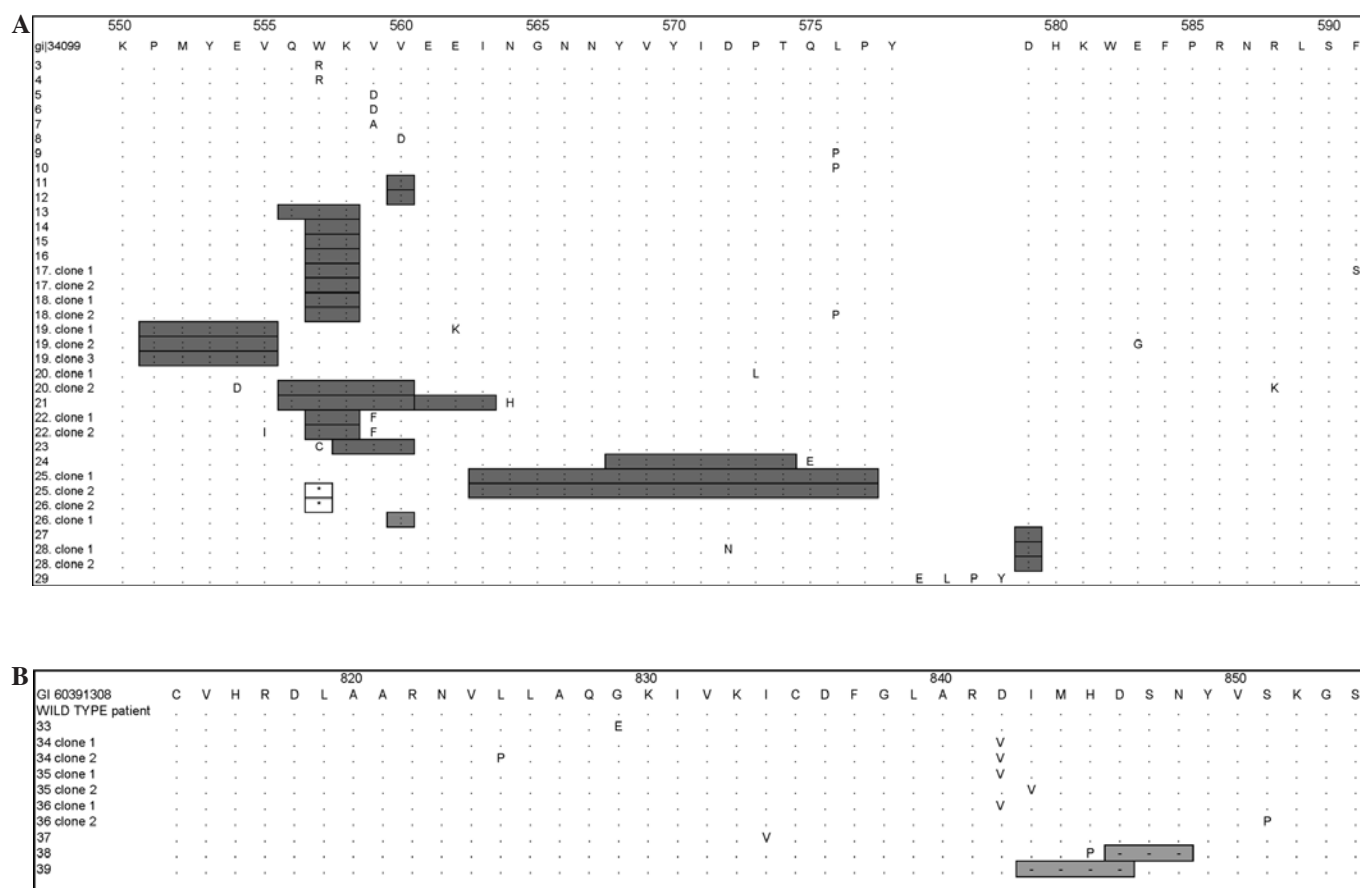 A
550 555 560 565 570 575 580 585 590
gi|34099 K P M Y E V Q W K V V E E I N G N N Y V Y I D P T Q L P Y D H K W E F P R N R L S F
3 R
4 R
5 D
6 D
7 A
8 D
9 P
10 P
11
12
13
14
15
16
17. clone 1 S
17. clone 2
18. clone 1
18. clone 2 P
19. clone 1 K
19. clone 2 G
19. clone 3
20. clone 1 L
20. clone 2 D K
21 H
22. clone 1 F
22. clone 2 I F
23 C
24 E
25. clone 1
25. clone 2 *
26. clone 2 *
26. clone 1
27
28. clone 1 N
28. clone 2
29 E L P Y
B
820 830 840 850
GI 60391308 C V H R D L A A R N V L L A Q G K I V K I C D F G L A R D I M H D S N Y V S K G S
WILD TYPE patient
33 E
34 clone 1 V
34 clone 2 P V
35 clone 1 V
35 clone 2 V
36 clone 1 V
36 clone 2 P
37 V
38 P - - -
39 - - - -